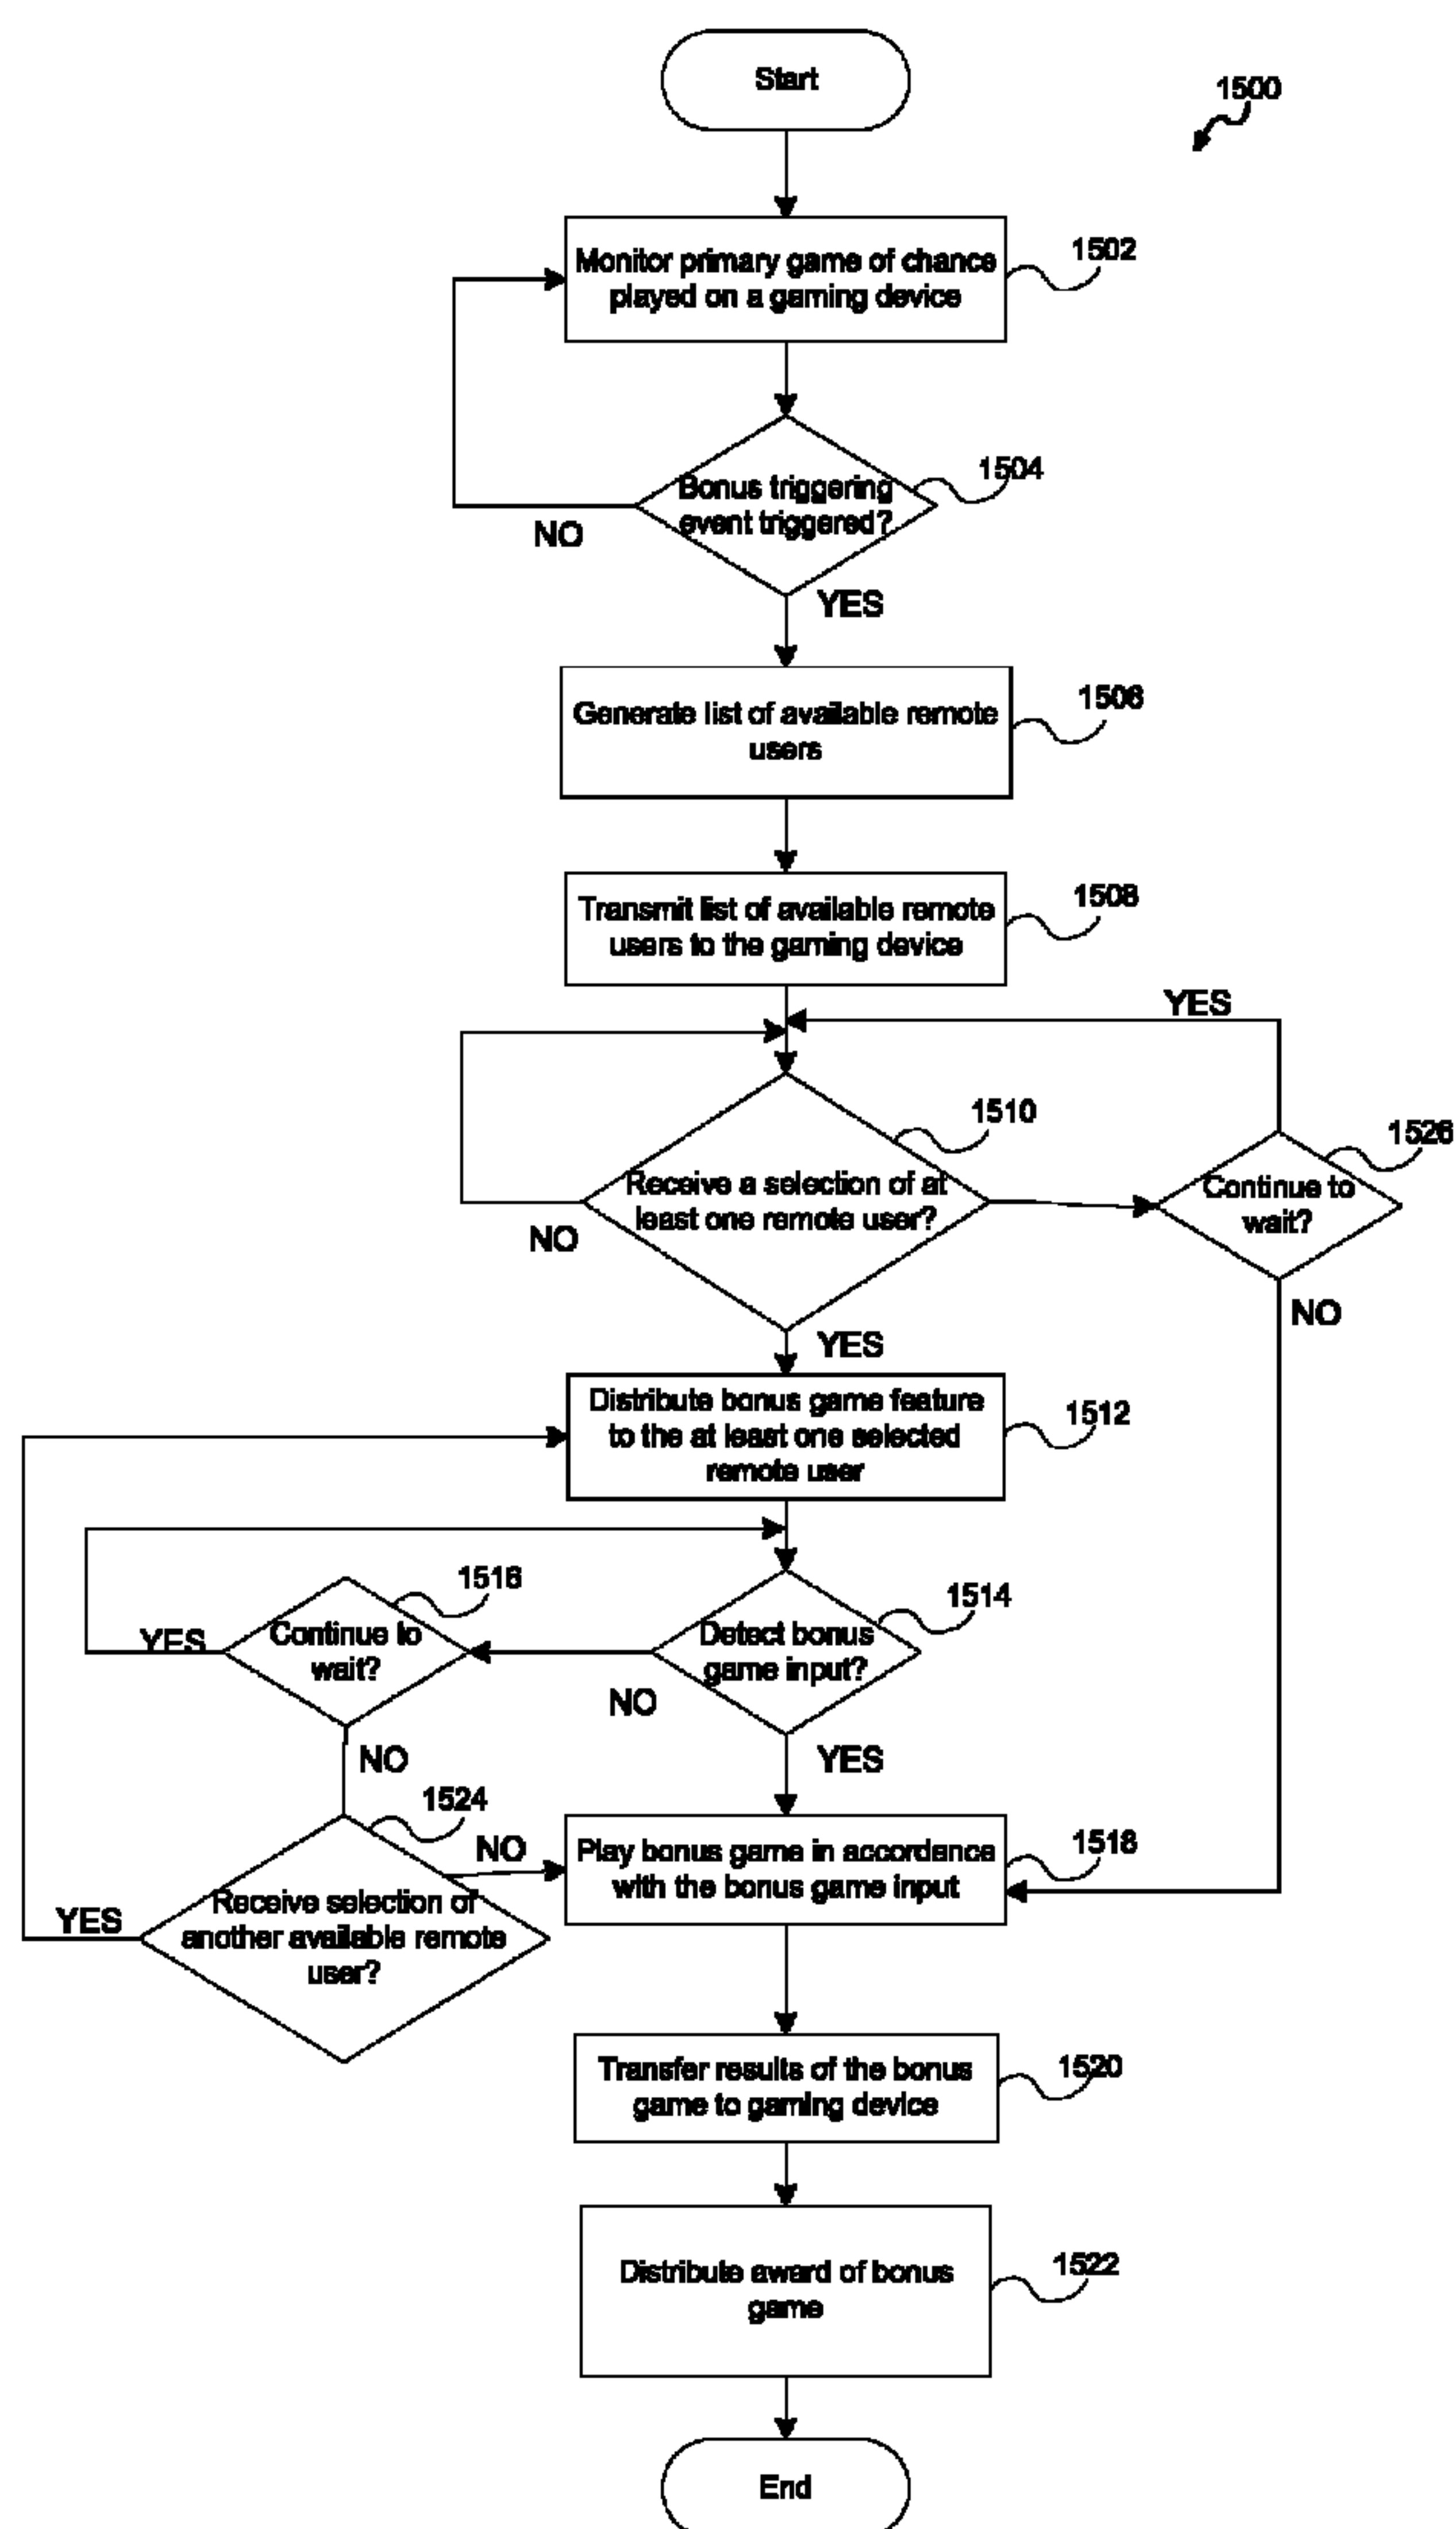 Start
1500
Monitor primary game of chance
played on a gaming device
1502
Bonus triggering
event triggered?
1504
NO
YES
Generate list of available remote
users
1506
Transmit list of available remote
users to the gaming device
1508
YES
Receive a selection of at
least one remote user?
1510
Continue to
wait?
1526
NO
NO
YES
Distribute bonus game feature
to the at least one selected
remote user
1512
Continue to
wait?
1516
YES
Detect bonus
game input?
1514
NO
NO
YES
1524
NO
Play bonus game in accordance
with the bonus game input
1518
Receive selection of
another available remote
user?
YES
Transfer results of the bonus
game to gaming device
1520
Distribute award of bonus
game
1522
End